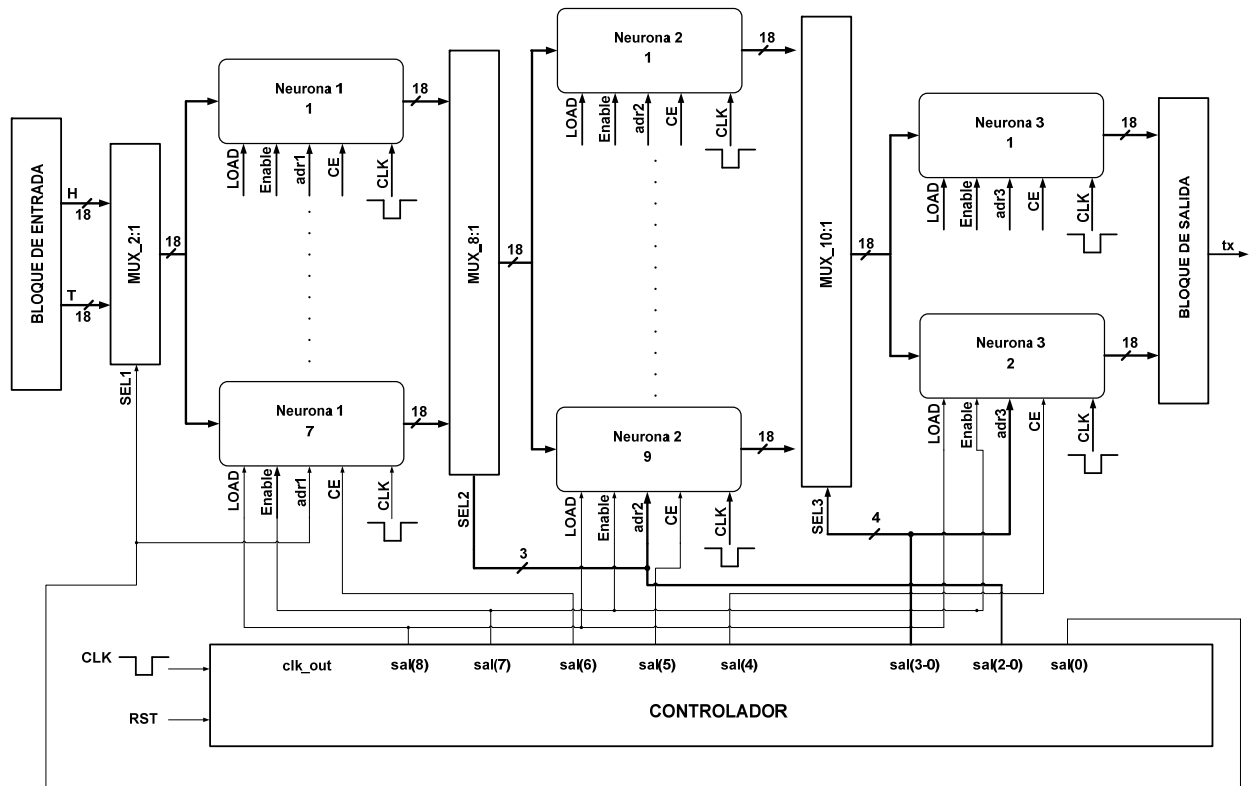 BLOQUE DE ENTRADA
H
18
T
18
MUX_2:1
SEL1
18
Neurona 1
1
LOAD
Enable
adr1
CE
CLK
18
Neurona 1
7
LOAD
Enable
adr1
CE
CLK
18
MUX_8:1
SEL2
3
18
Neurona 2
1
LOAD
Enable
adr2
CE
CLK
18
Neurona 2
9
LOAD
Enable
adr2
CE
CLK
18
MUX_10:1
SEL3
4
18
Neurona 3
1
LOAD
Enable
adr3
CE
CLK
18
Neurona 3
2
LOAD
Enable
adr3
CE
CLK
18
BLOQUE DE SALIDA
tx
CLK
RST
clk_out
sal(8)
sal(7)
sal(6)
sal(5)
sal(4)
sal(3-0)
sal(2-0)
sal(0)
CONTROLADOR